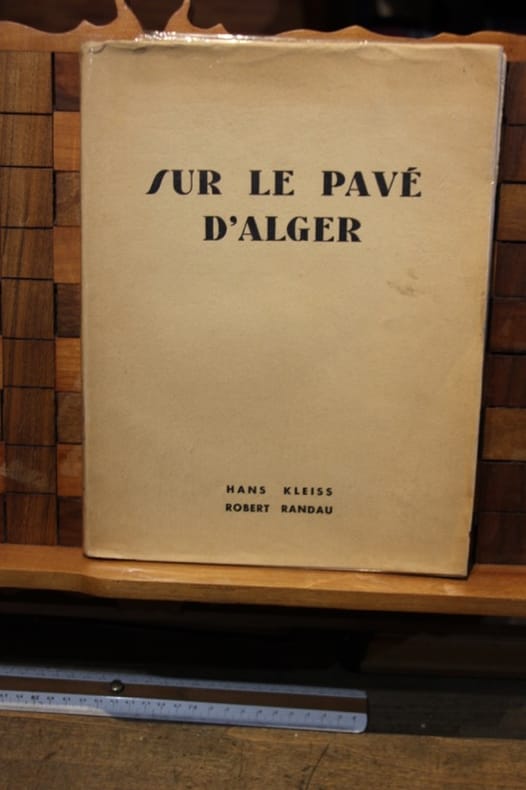 SUR LE PAVÉ
D'ALGER
HANS KLEISS
ROBERT RANDAU